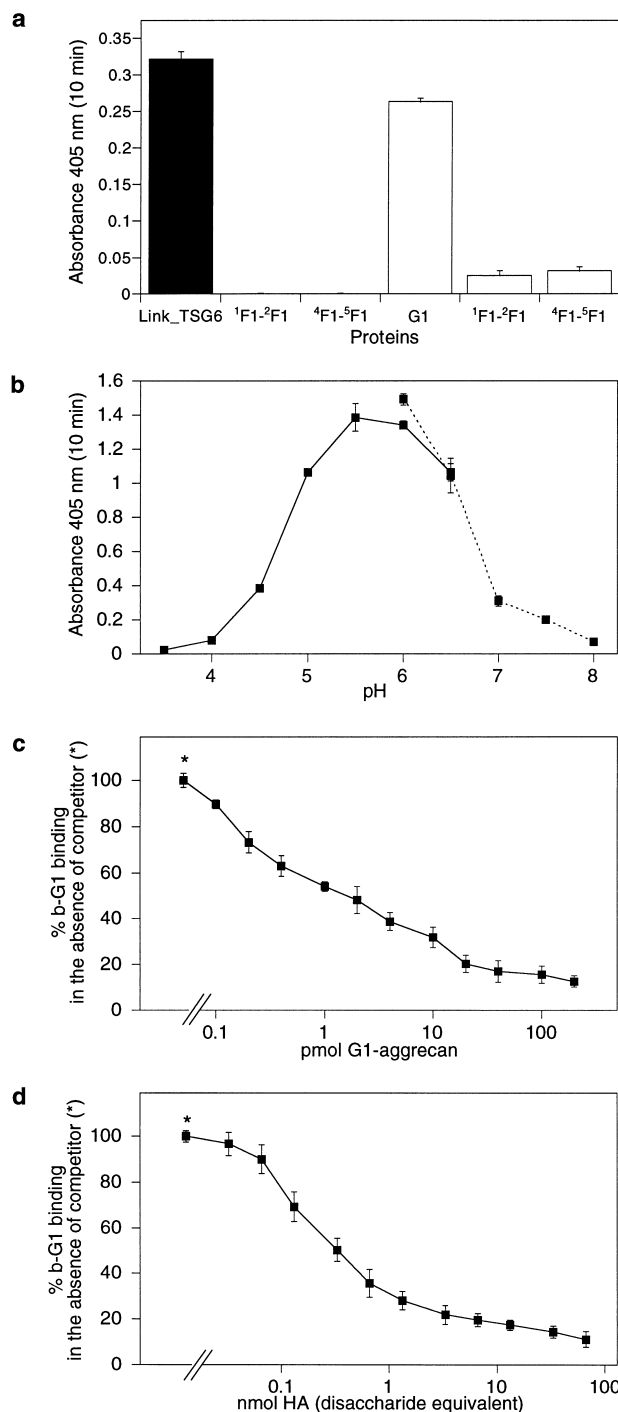 a
Absorbance 405 nm (10 min)
0.35
0.3
0.25
0.2
0.15
0.1
0.05
0
Link_TSG6 ¹F1-²F1 ⁴F1-⁵F1 G1 ¹F1-²F1 ⁴F1-⁵F1
Proteins
b
Absorbance 405 nm (10 min)
1.6
1.4
1.2
1
0.8
0.6
0.4
0.2
0
4 5 6 7 8
pH
c
% b-G1 binding
in the absence of competitor (*)
*
100
80
60
40
20
0
0.1 1 10 100
pmol G1-aggrecan
d
% b-G1 binding
in the absence of competitor (*)
*
100
80
60
40
20
0
0.1 1 10 100
nmol HA (disaccharide equivalent)